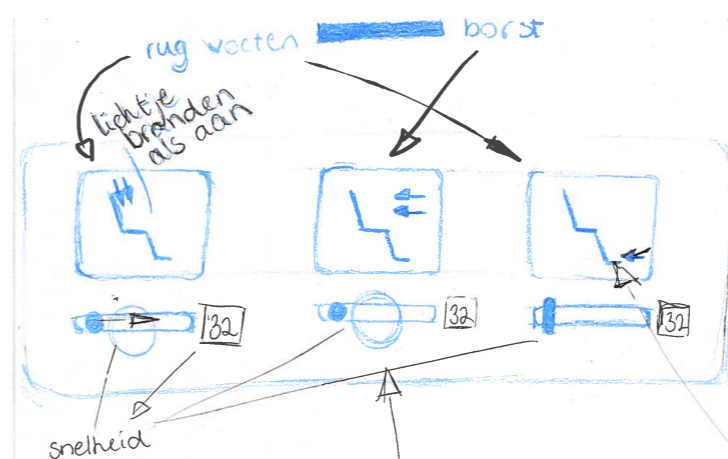 rug voeten borst
lichtje
branden
als aan
32 32 32
snelheid